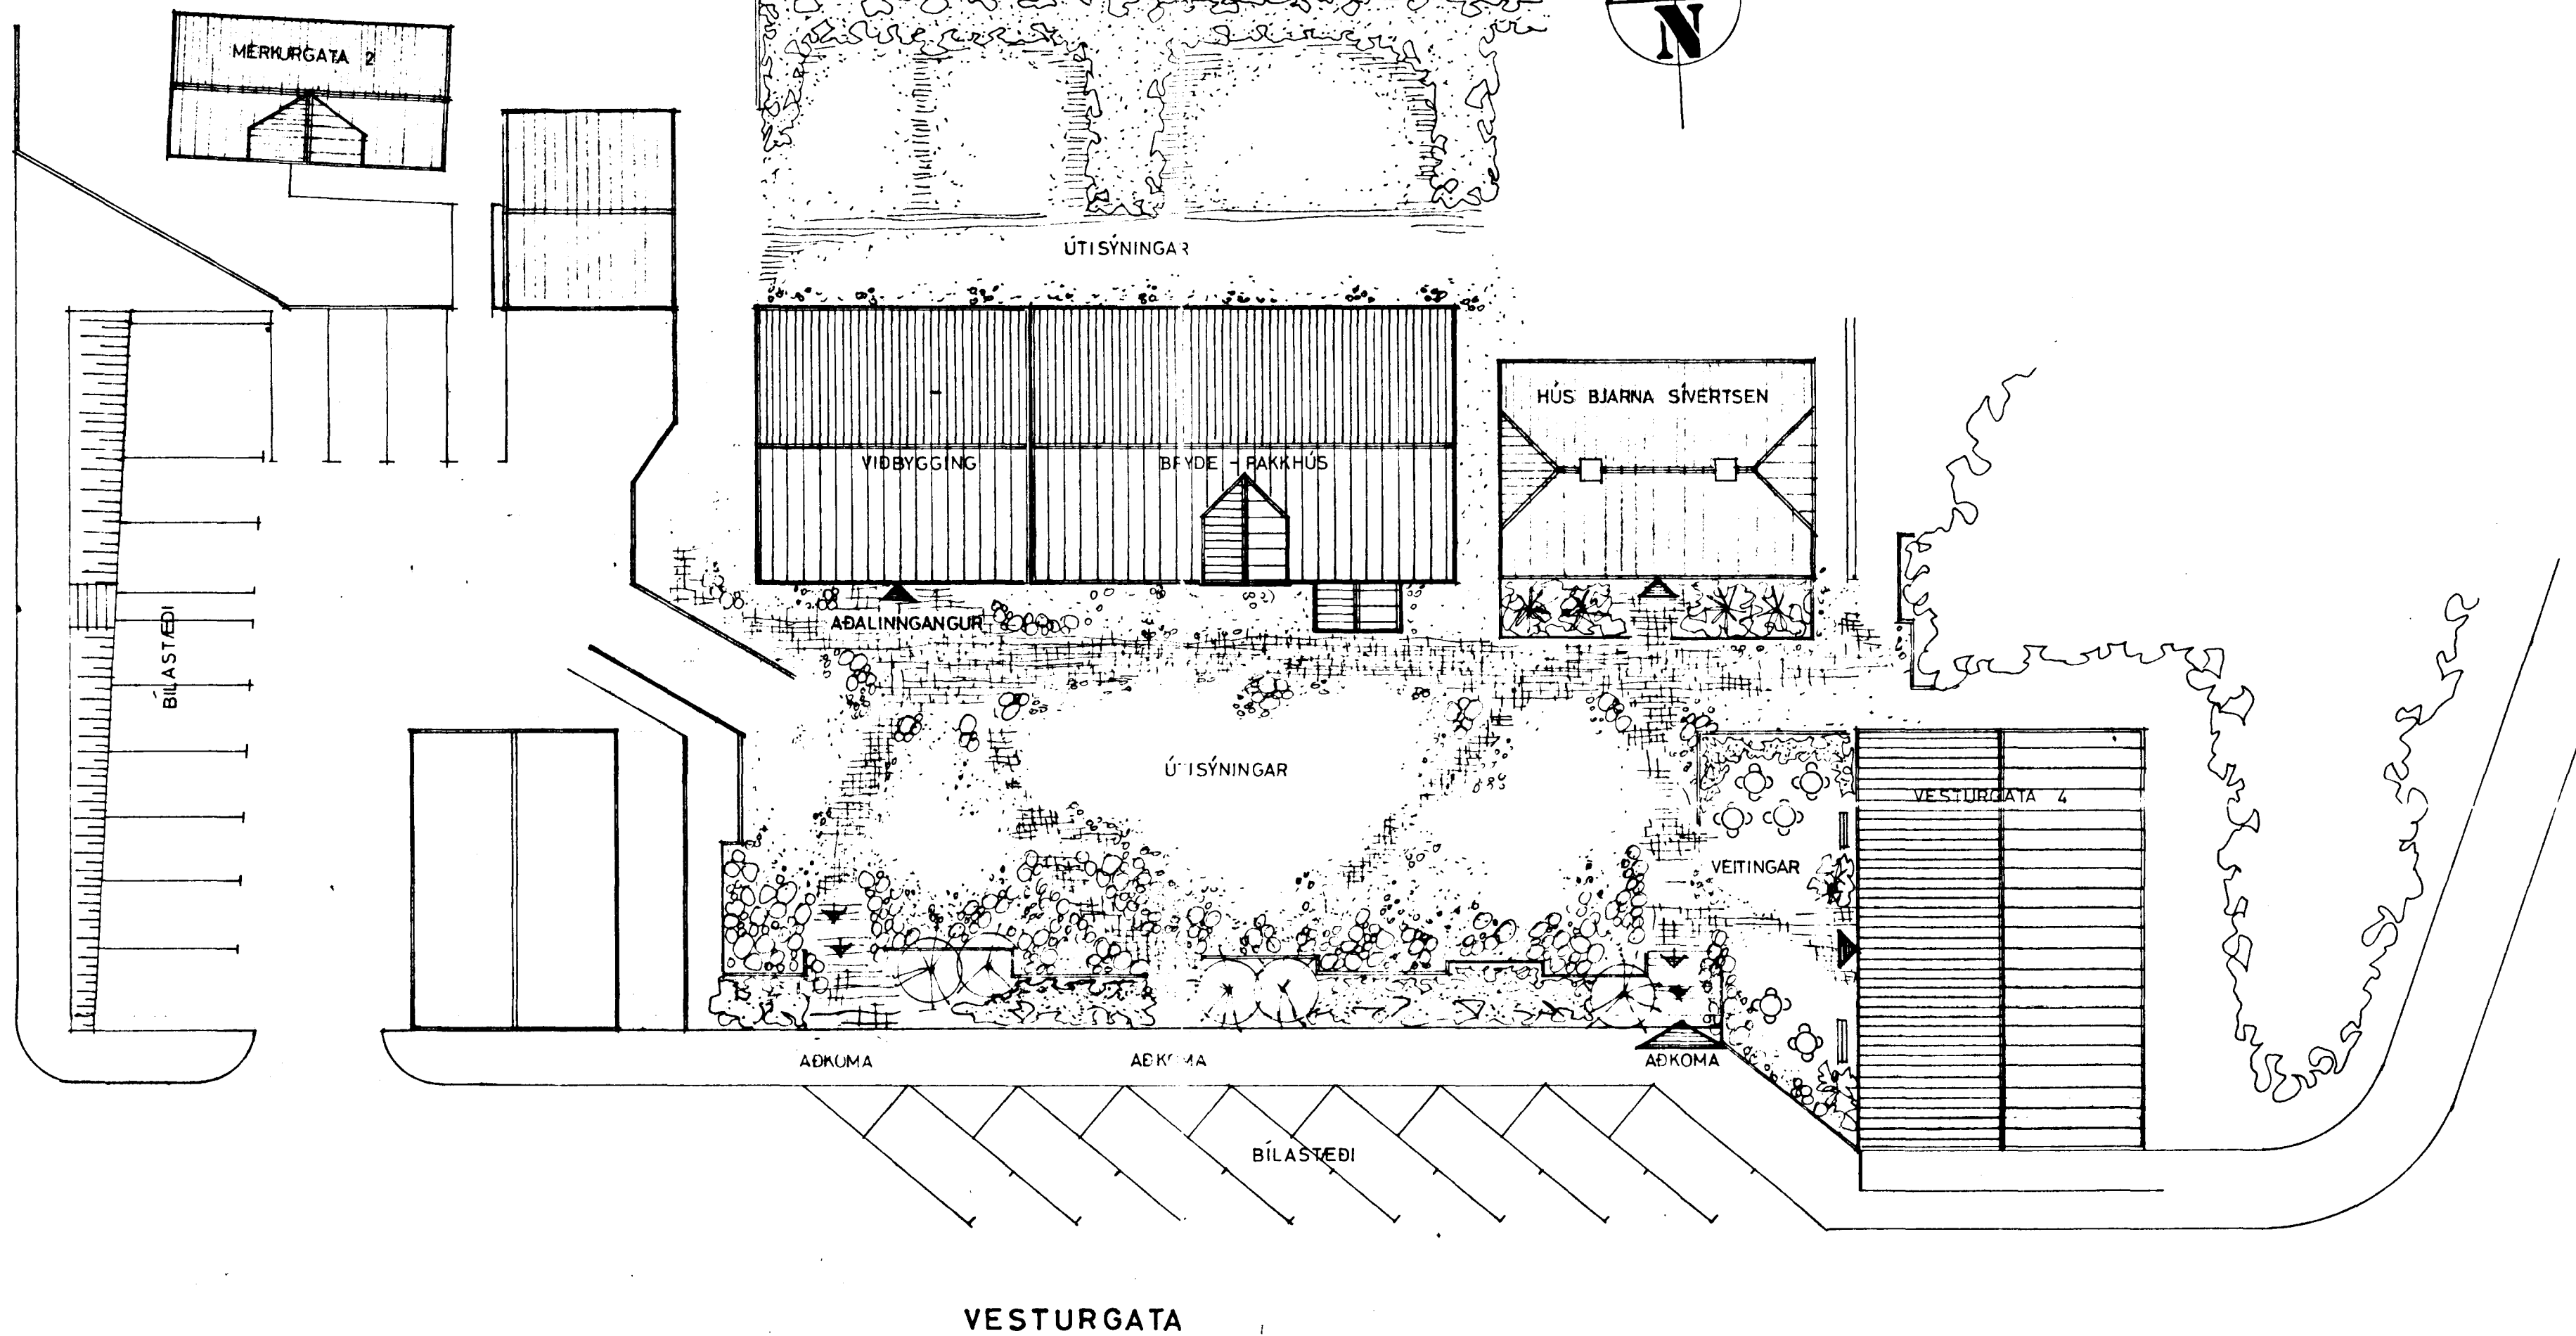 N
MERKURGATA 2
ÚTISÝNINGAR
HÚS BJARNA SÍVERTSEN
VIÐBYGGING
BRYDE - PAKKHÚS
AÐALINNGANGUR
BÍLASTÆÐI
ÚTISÝNINGAR
VESTURGATA 4
VEITINGAR
AÐKOMA
AÐKOMA
AÐKOMA
BÍLASTÆÐI
VESTURGATA